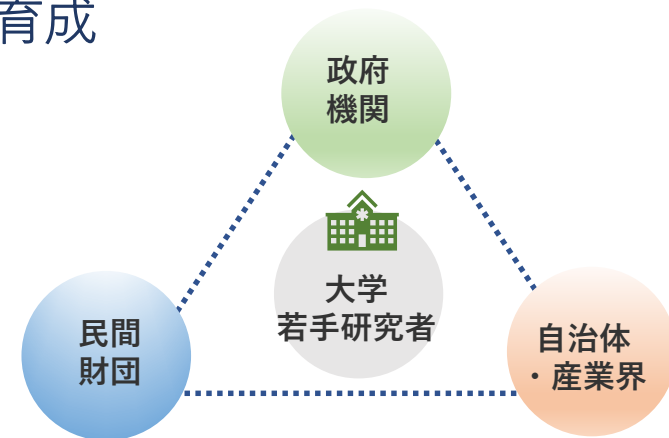 育成
政府
機関
大学
若手研究者
民間
財団
自治体
・産業界